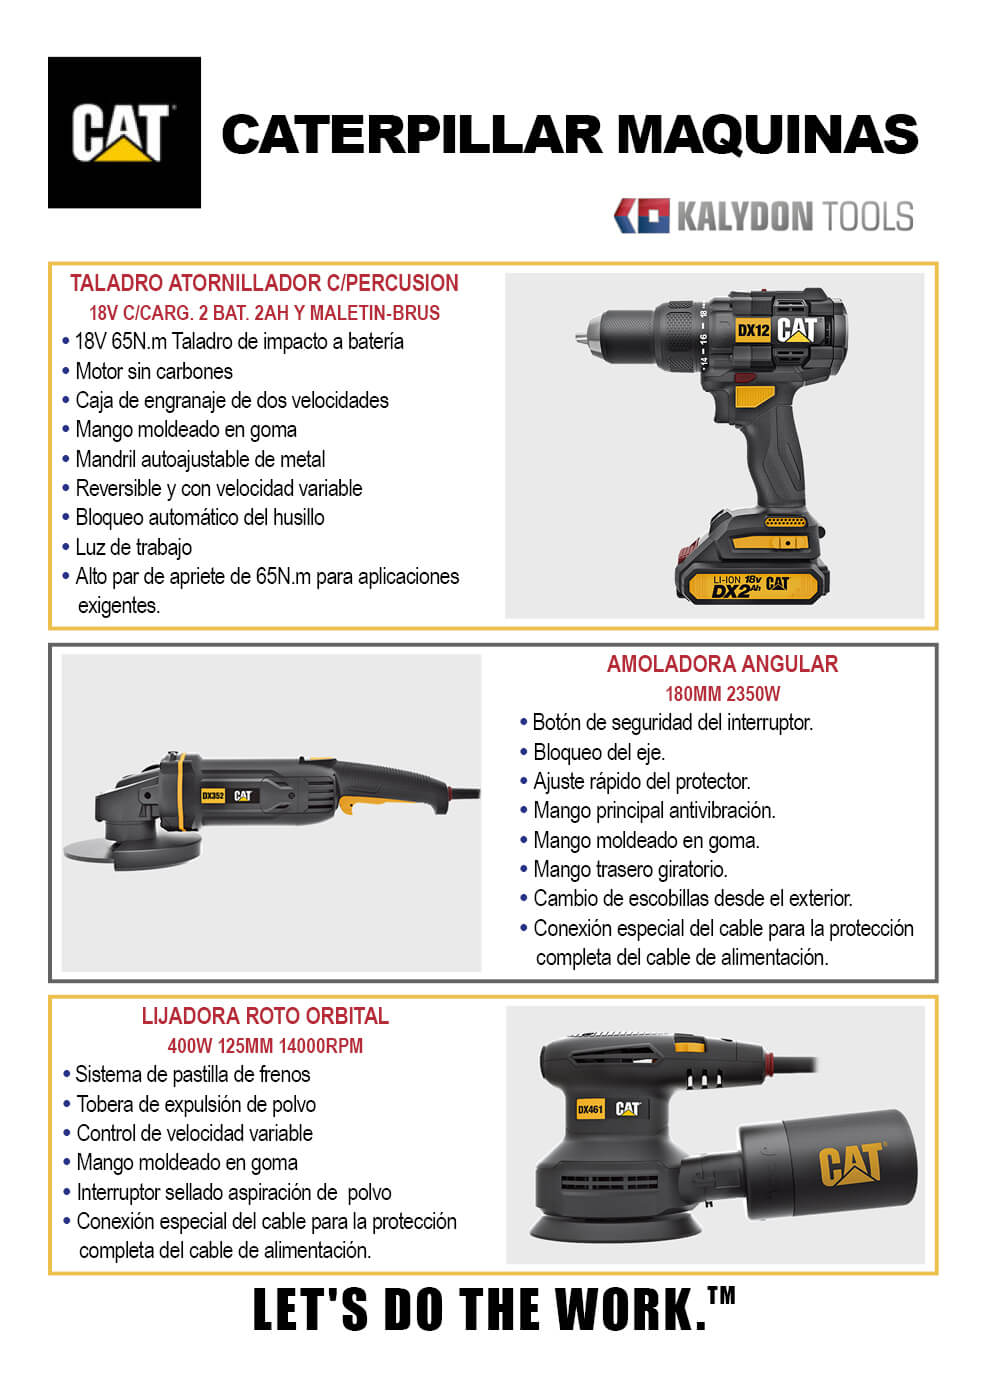 CAT
CATERPILLAR MAQUINAS
KALYDON TOOLS
TALADRO ATORNILLADOR C/PERCUSION
18V C/CARG. 2 BAT. 2AH Y MALETIN-BRUS
• 18V 65N.m Taladro de impacto a batería
• Motor sin carbones
• Caja de engranaje de dos velocidades
• Mango moldeado en goma
• Mandril autoajustable de metal
• Reversible y con velocidad variable
• Bloqueo automático del husillo
• Luz de trabajo
• Alto par de apriete de 65N.m para aplicaciones
exigentes.
14 16 18
DX12 CAT
LI-ION 18v CAT
DX2Ah
AMOLADORA ANGULAR
180MM 2350W
• Botón de seguridad del interruptor.
• Bloqueo del eje.
• Ajuste rápido del protector.
• Mango principal antivibración.
• Mango moldeado en goma.
• Mango trasero giratorio.
• Cambio de escobillas desde el exterior.
• Conexión especial del cable para la protección
completa del cable de alimentación.
DX352 CAT
LIJADORA ROTO ORBITAL
400W 125MM 14000RPM
• Sistema de pastilla de frenos
• Tobera de expulsión de polvo
• Control de velocidad variable
• Mango moldeado en goma
• Interruptor sellado aspiración de  polvo
• Conexión especial del cable para la protección
completa del cable de alimentación.
DX461 CAT
CAT
LET'S DO THE WORK.™